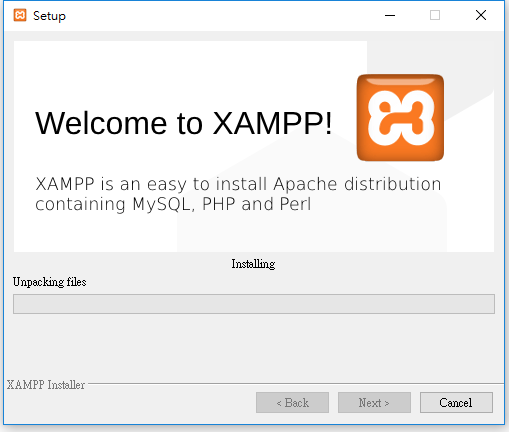 Setup
Welcome to XAMPP!
XAMPP is an easy to install Apache distribution
containing MySQL, PHP and Perl
Installing
Unpacking files
XAMPP Installer
< Back
Next >
Cancel